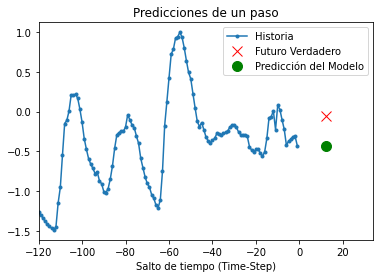 Predicciones de un paso
Historia
Futuro Verdadero
Predicción del Modelo
1.0
0.5
0.0
−0.5
−1.0
−1.5
−120 −100 −80 −60 −40 −20 0 20
Salto de tiempo (Time-Step)